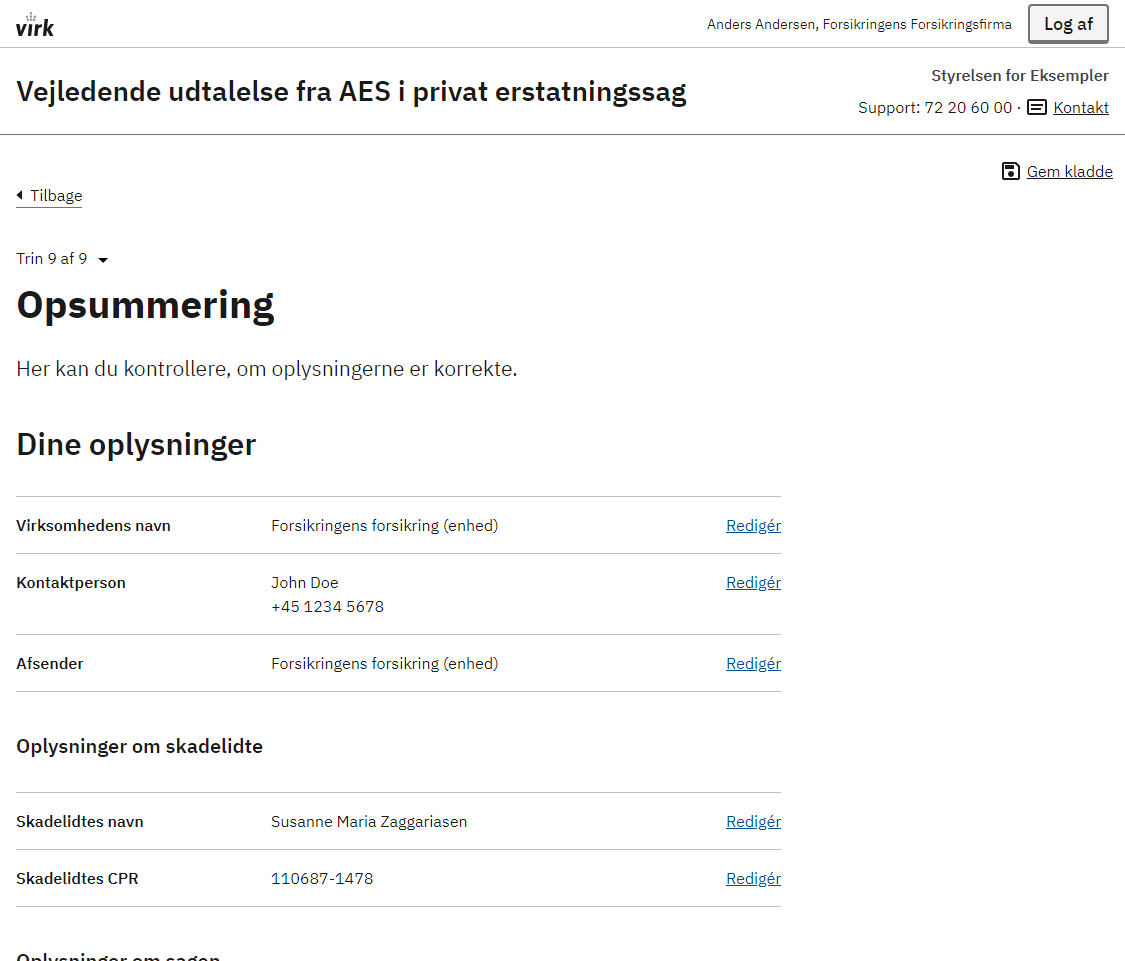 virk
Anders Andersen, Forsikringens Forsikringsfirma
Log af
Vejledende udtalelse fra AES i privat erstatningssag
Styrelsen for Eksempler
Support: 72 20 60 00 · Kontakt
Gem kladde
Tilbage
Trin 9 af 9
Opsummering
Her kan du kontrollere, om oplysningerne er korrekte.
Dine oplysninger
Virksomhedens navn Forsikringens forsikring (enhed) Redigér
Kontaktperson John Doe Redigér
+45 1234 5678
Afsender Forsikringens forsikring (enhed) Redigér
Oplysninger om skadelidte
Skadelidtes navn Susanne Maria Zaggariasen Redigér
Skadelidtes CPR 110687-1478 Redigér
Oplysninger om sagen